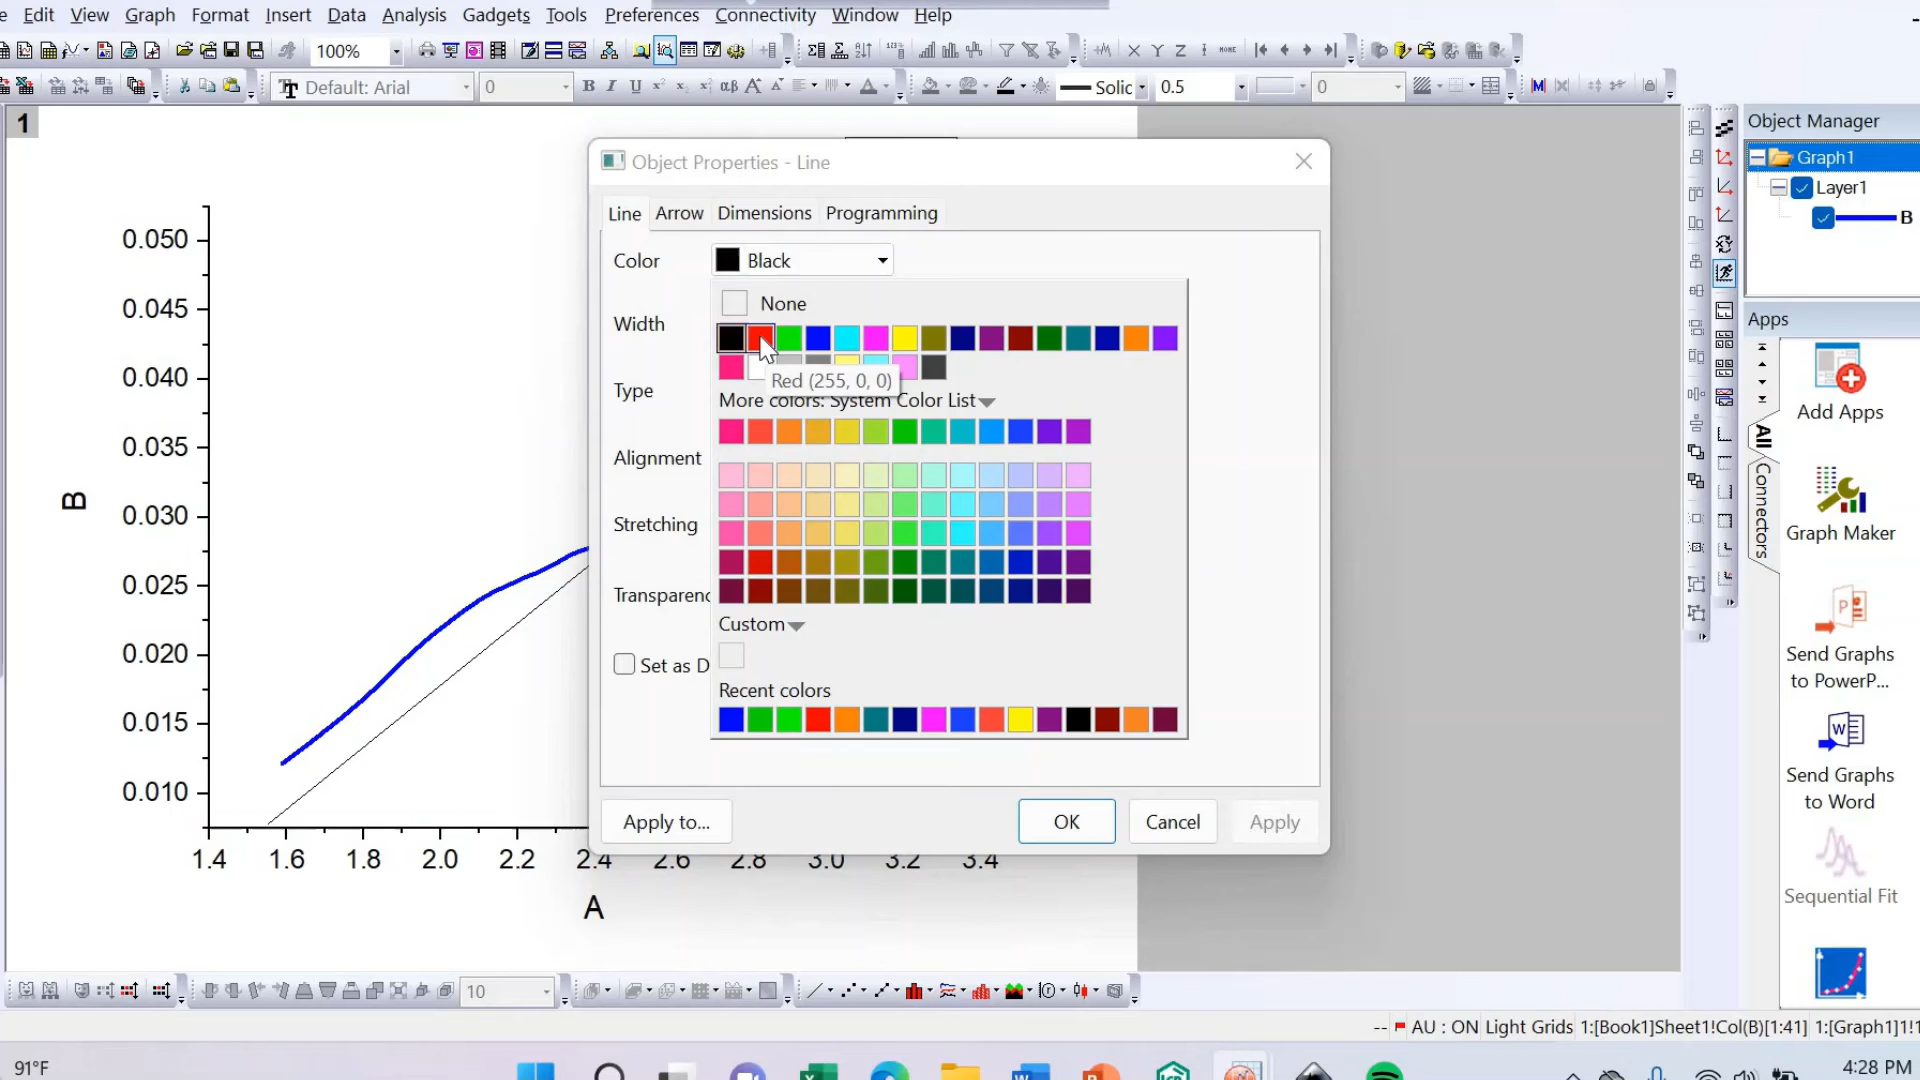 Edit View Graph Format Insert Data Analysis Gadgets Tools Preferences Connectivity Window Help
100%
Default: Arial 0 B I U αβ A A Solic 0.5 0
1
Object Manager
Graph1
Layer1
B
Object Properties - Line
Line Arrow Dimensions Programming
Color Black
None
Width
Red (255, 0, 0)
Type
More colors: System Color List
Alignment
Stretching
Transparenc
Custom
Set as D
Recent colors
Apply to... OK Cancel Apply
0.050
0.045
0.040
0.035
0.030
0.025
0.020
0.015
0.010
B
1.4 1.6 1.8 2.0 2.2 2.4 2.6 2.8 3.0 3.2 3.4
A
Apps
All
Connectors
Add Apps
Graph Maker
Send Graphs
to PowerP...
Send Graphs
to Word
Sequential Fit
10
-- AU : ON Light Grids 1:[Book1]Sheet1!Col(B)[1:41] 1:[Graph1]1!1
91°F
4:28 PM